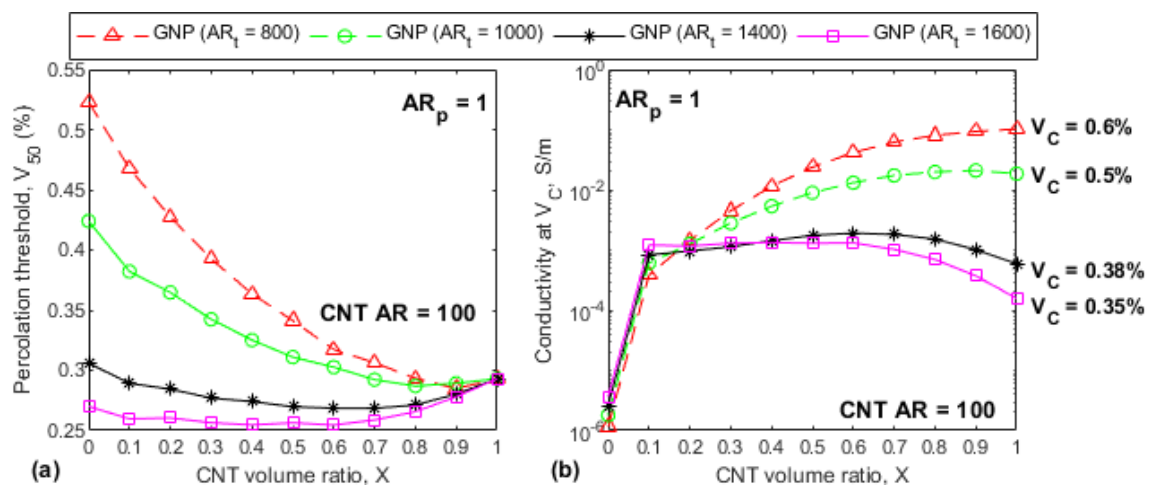 GNP (ARt = 800) GNP (ARt = 1000) GNP (ARt = 1400) GNP (ARt = 1600)
0.55
0.5
0.45
0.4
0.35
0.3
0.25
Percolation threshold, V50 (%)
ARp = 1
CNT AR = 100
0 0.1 0.2 0.3 0.4 0.5 0.6 0.7 0.8 0.9 1
(a) CNT volume ratio, X
10^0
10^-2
10^-4
10^-6
Conductivity at VC, S/m
ARp = 1
VC = 0.6%
VC = 0.5%
VC = 0.38%
VC = 0.35%
CNT AR = 100
0 0.1 0.2 0.3 0.4 0.5 0.6 0.7 0.8 0.9 1
(b) CNT volume ratio, X